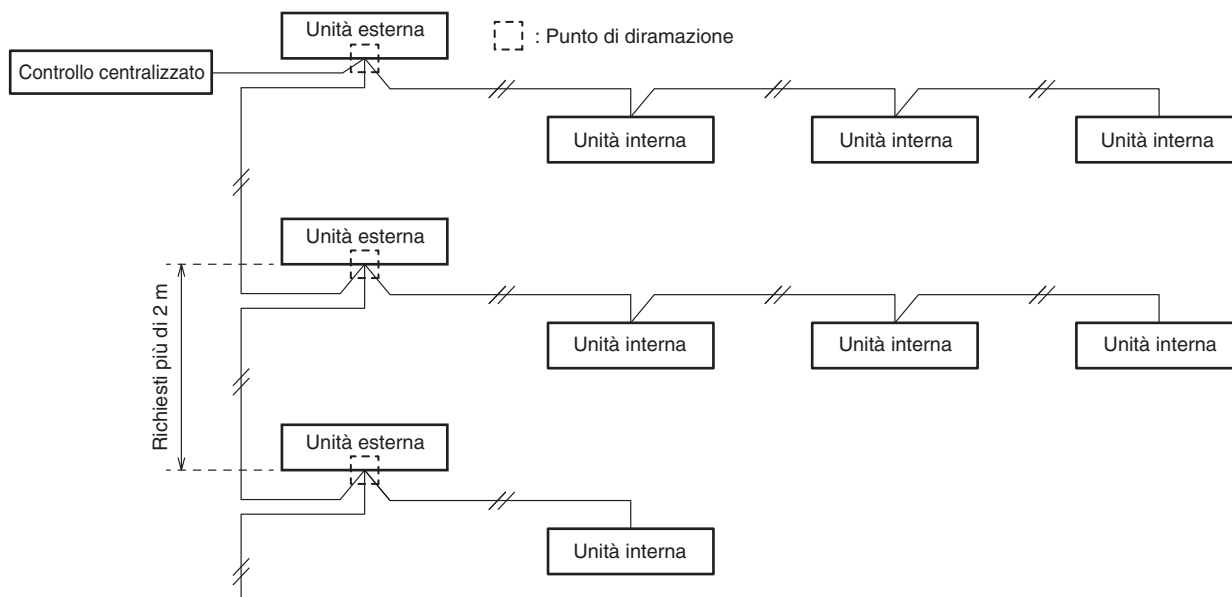 Unità esterna
: Punto di diramazione
Controllo centralizzato
Unità interna
Unità interna
Unità interna
Unità esterna
Richiesti più di 2 m
Unità interna
Unità interna
Unità interna
Unità esterna
Unità interna